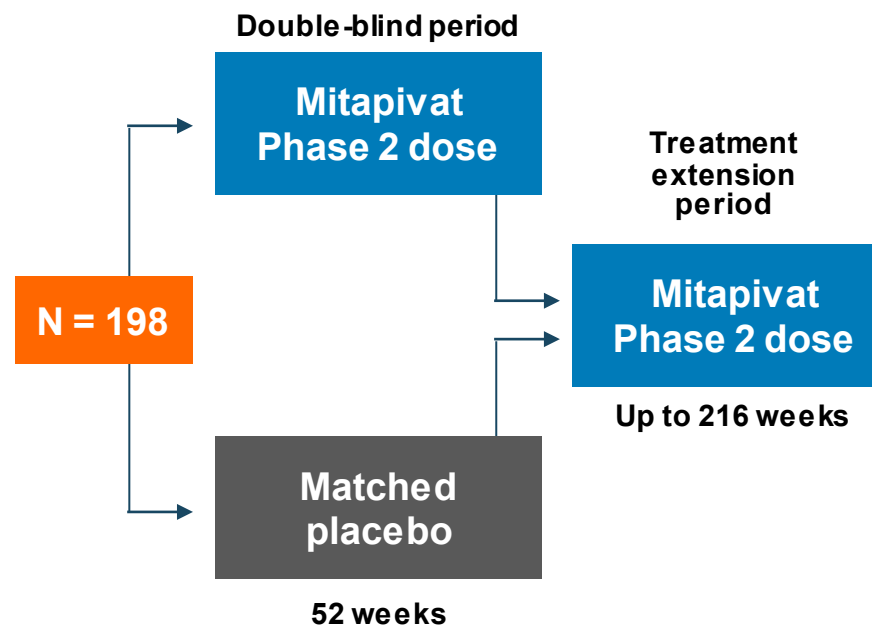 Double-blind period
Mitapivat
Phase 2 dose
N = 198
Matched
placebo
52 weeks
Treatment
extension
period
Mitapivat
Phase 2 dose
Up to 216 weeks